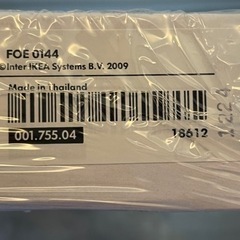 FOE 0144
©Inter IKEA Systems B.V. 2009
Made in Thailand
001.755.04
18612
1224